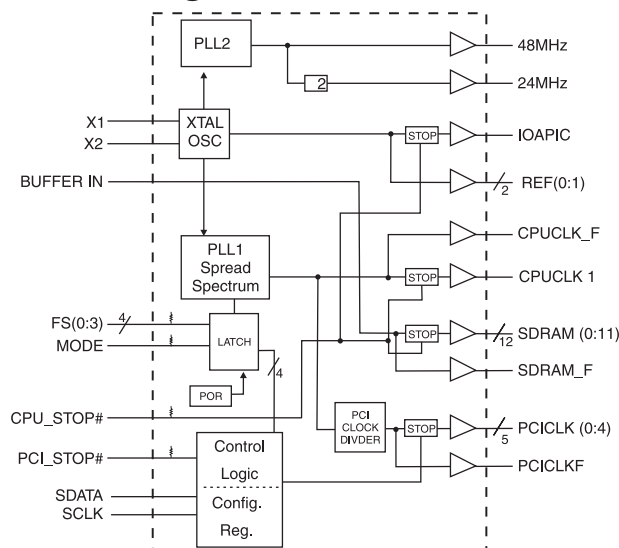 PLL2
48MHz
2
24MHz
X1
X2
XTAL
OSC
STOP
IOAPIC
BUFFER IN
REF(0:1)
2
PLL1
Spread
Spectrum
CPUCLK_F
STOP
CPUCLK 1
FS(0:3)
4
MODE
LATCH
4
STOP
SDRAM (0:11)
12
SDRAM_F
POR
CPU_STOP#
PCI
CLOCK
DIVDER
STOP
PCICLK (0:4)
5
PCICLKF
PCI_STOP#
Control
Logic
SDATA
SCLK
Config.
Reg.